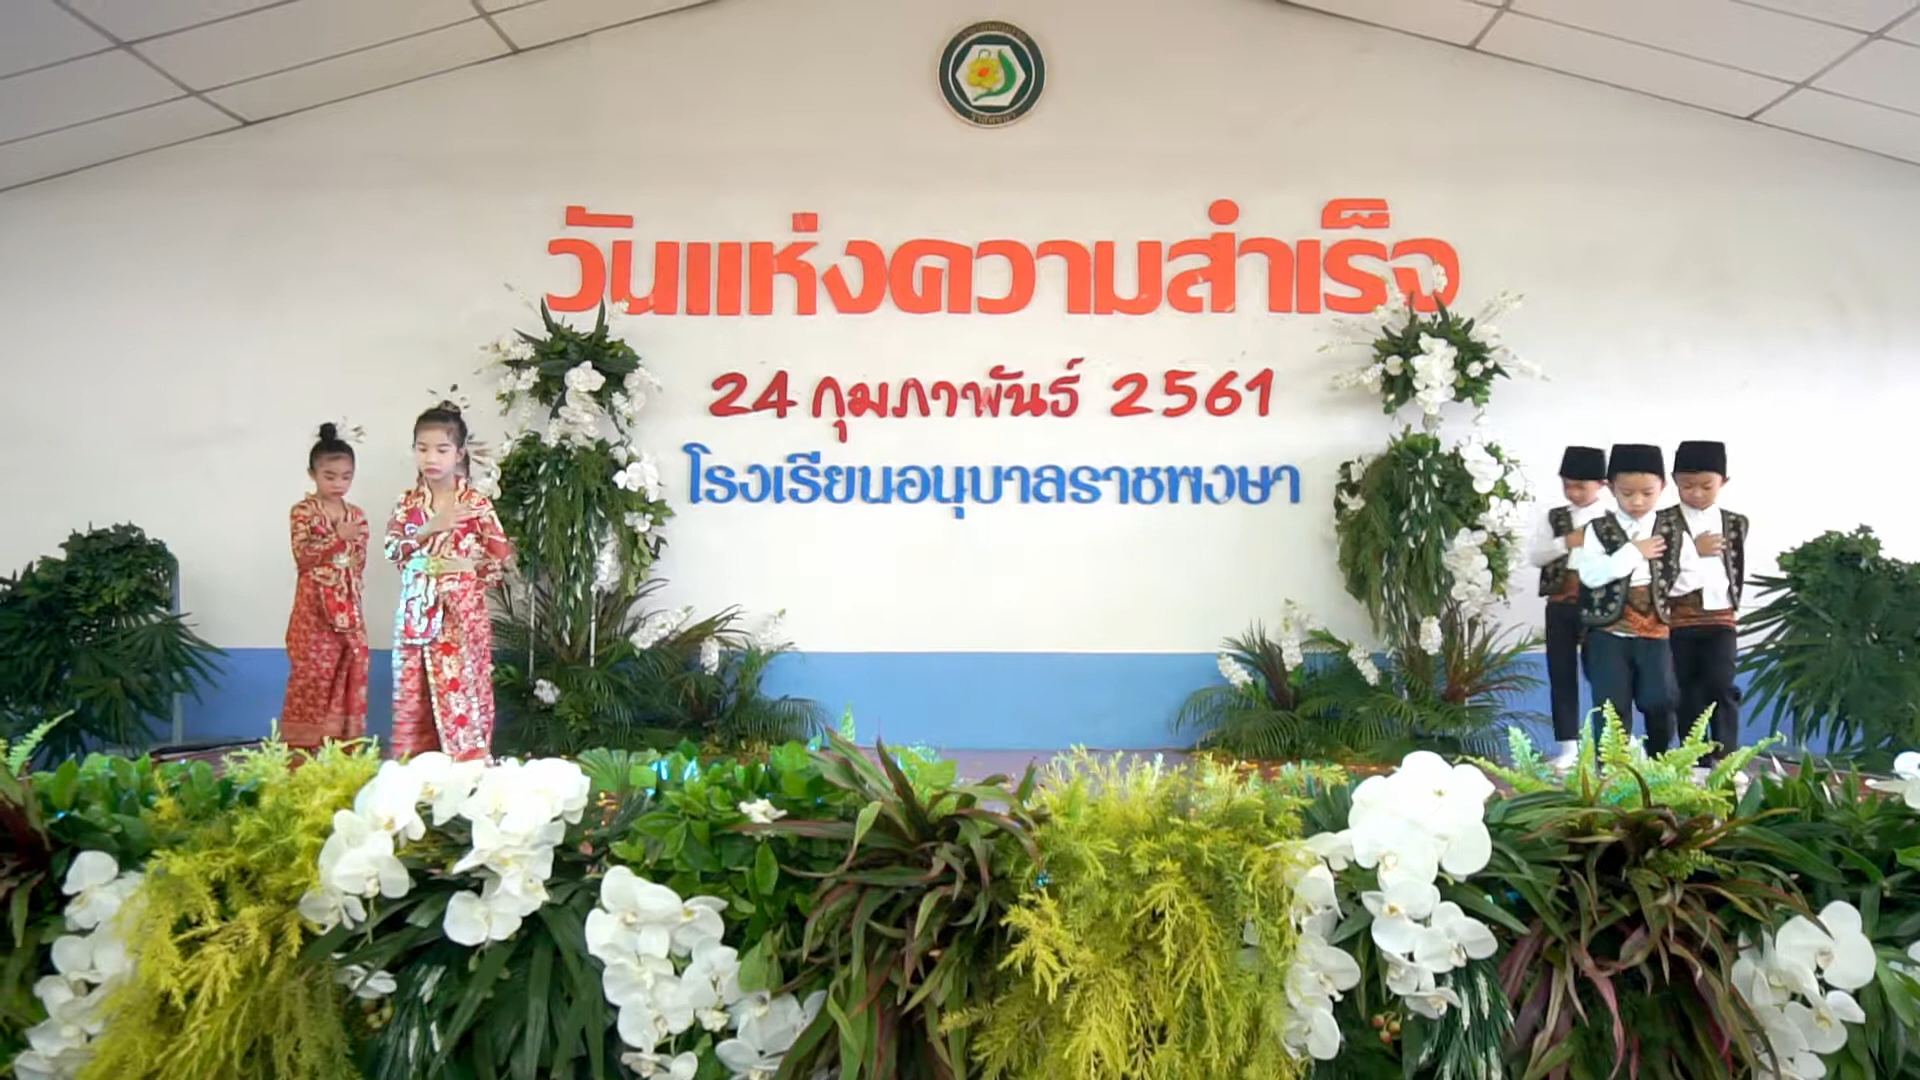 วันแห่งความสำเร็จ
24 กุมภาพันธ์ 2561
โรงเรียนอนุบาลราชพงษา